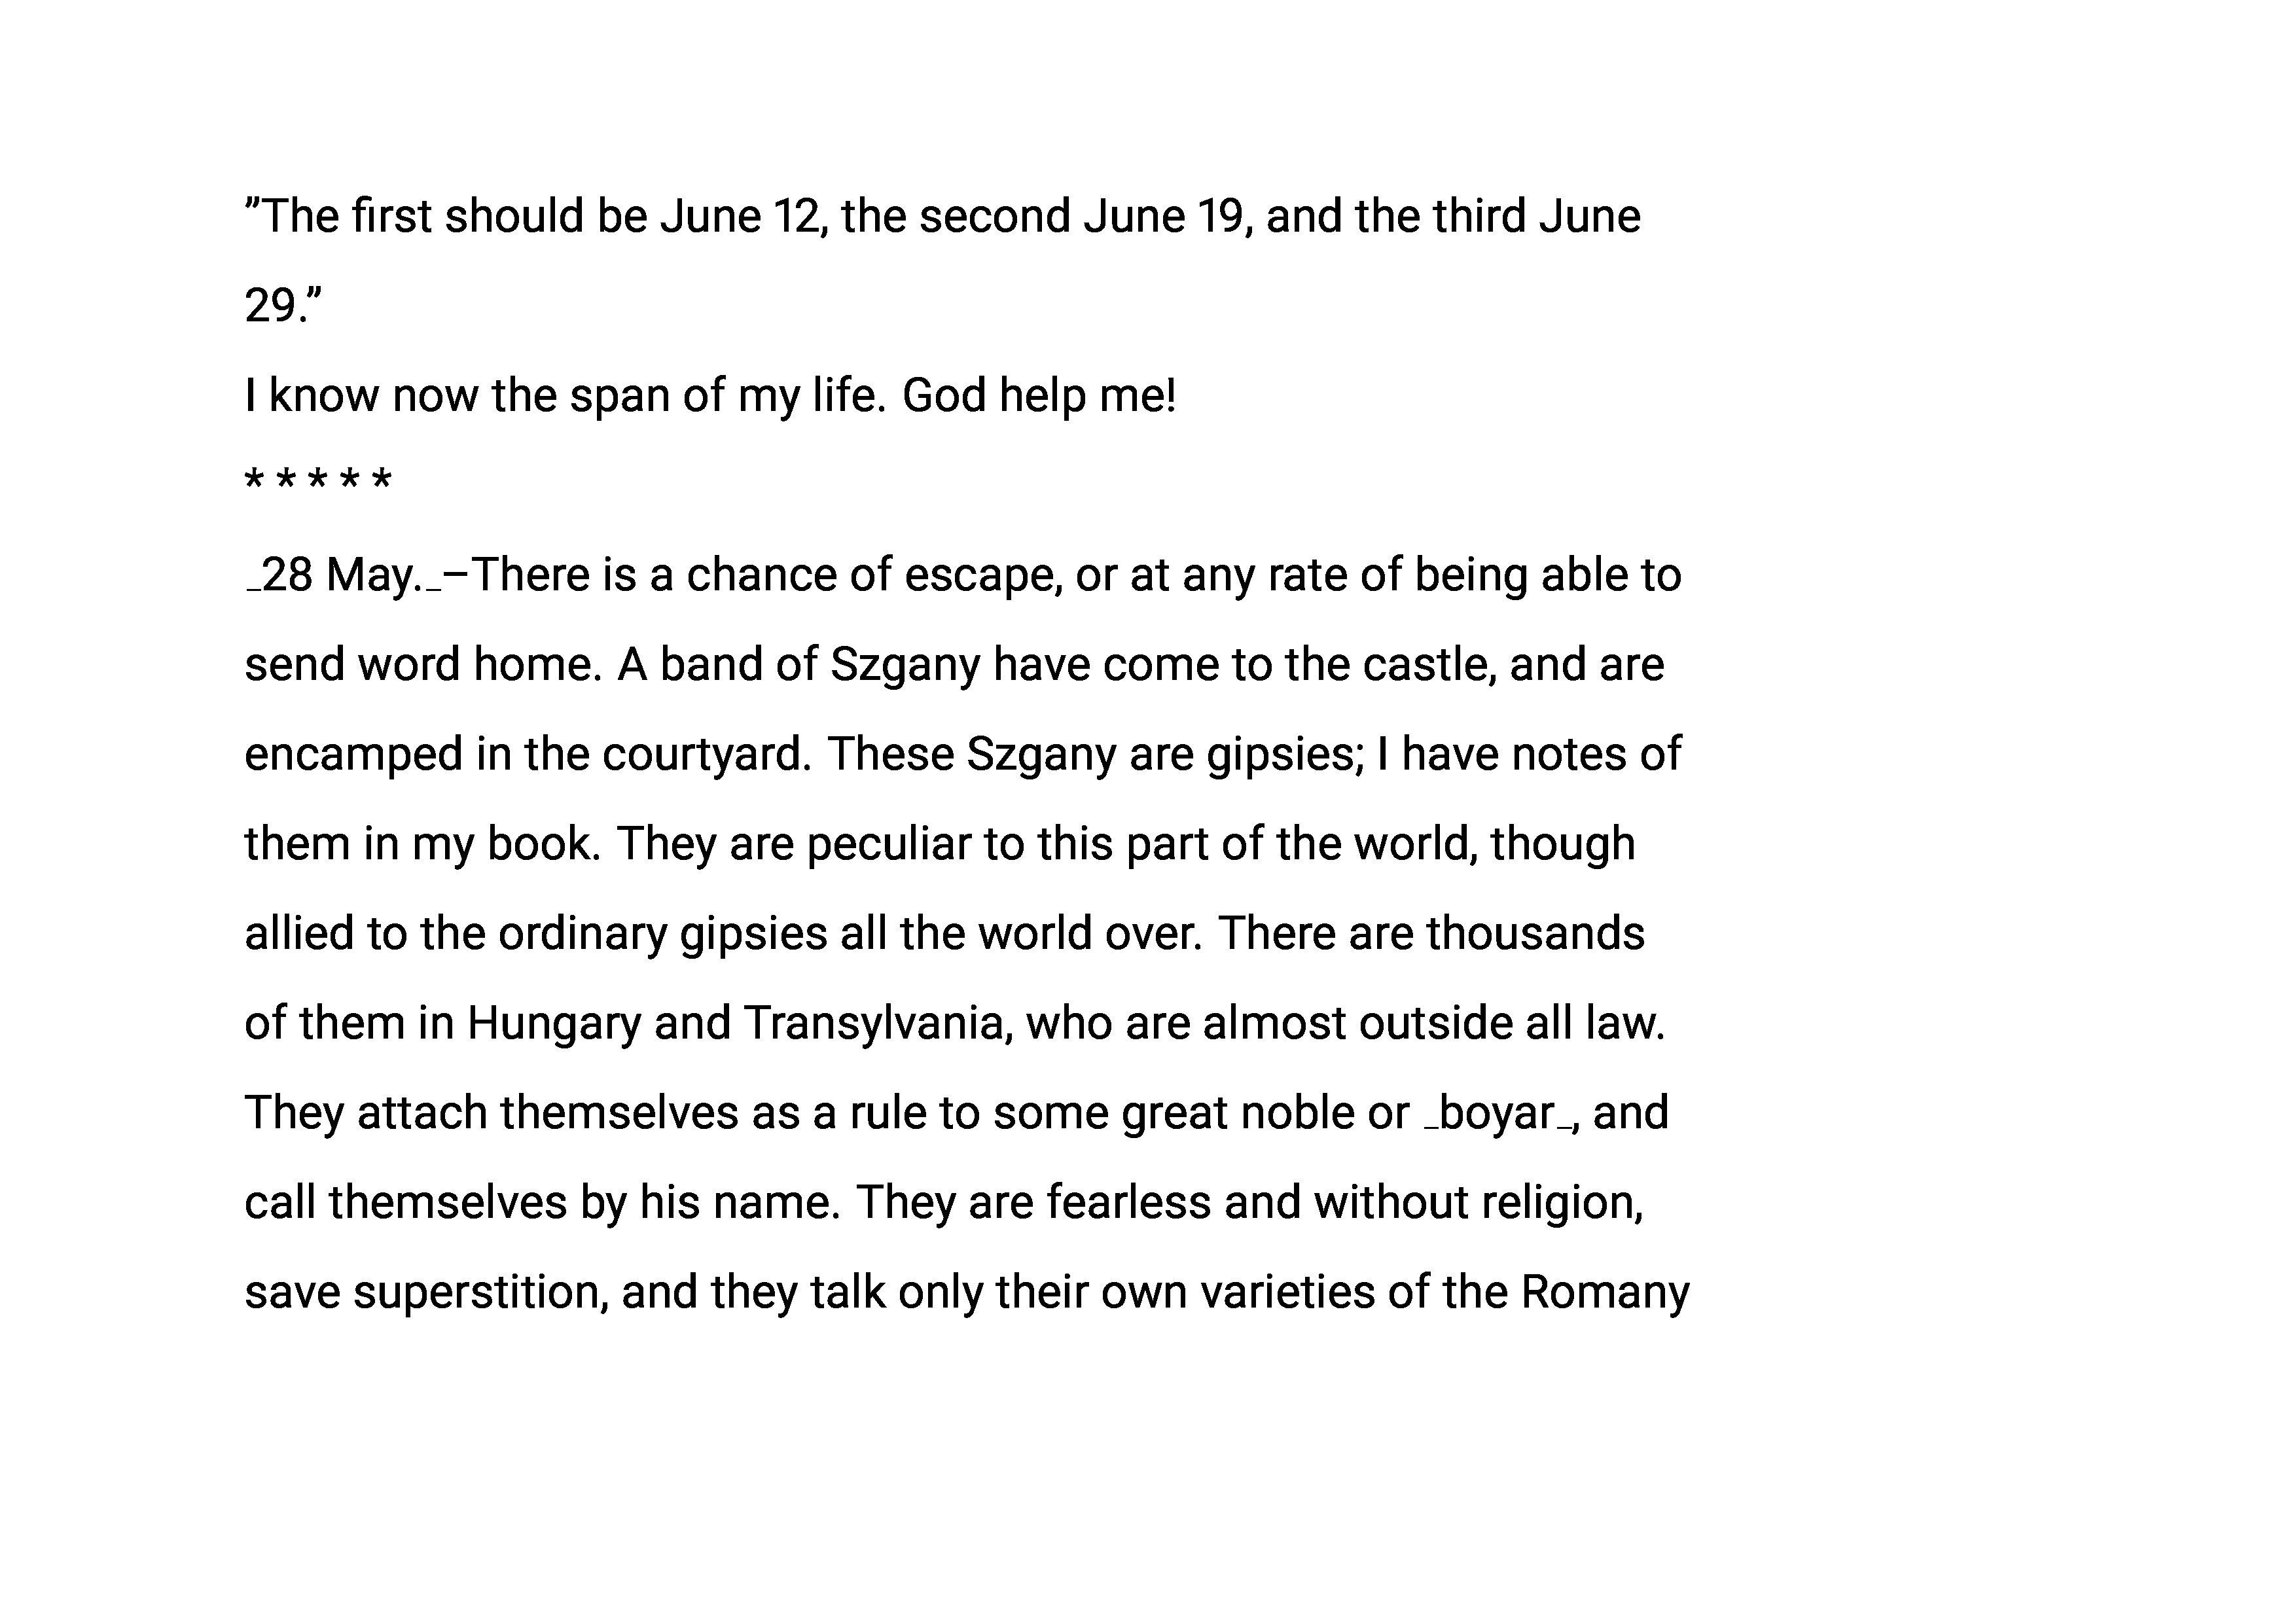 ”The first should be June 12, the second June 19, and the third June
29.”
I know now the span of my life. God help me!
* * * * *
_28 May._–There is a chance of escape, or at any rate of being able to
send word home. A band of Szgany have come to the castle, and are
encamped in the courtyard. These Szgany are gipsies; I have notes of
them in my book. They are peculiar to this part of the world, though
allied to the ordinary gipsies all the world over. There are thousands
of them in Hungary and Transylvania, who are almost outside all law.
They attach themselves as a rule to some great noble or _boyar_, and
call themselves by his name. They are fearless and without religion,
save superstition, and they talk only their own varieties of the Romany